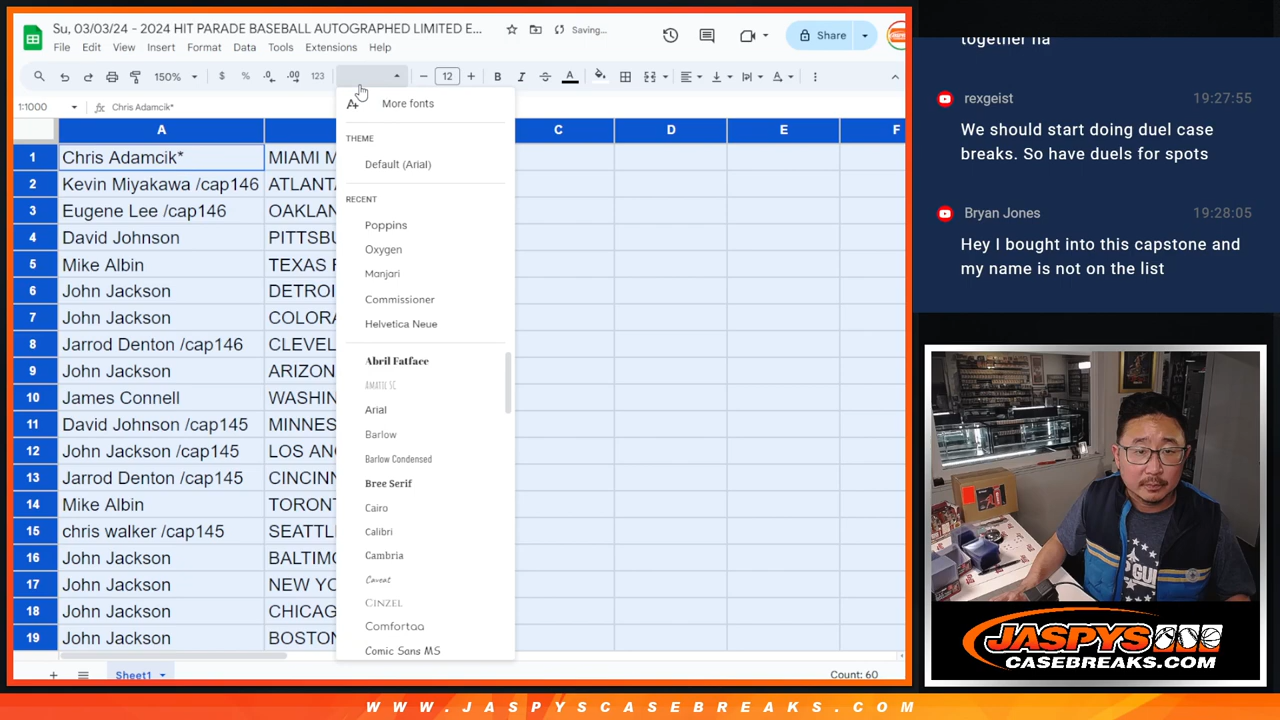 Su, 03/03/24 - 2024 HIT PARADE BASEBALL AUTOGRAPHED LIMITED E...
Saving...
File Edit View Insert Format Data Tools Extensions Help
Share
150% $ % .0 .00 123 12 B I A
1:1000 fx Chris Adamcik*
A C D E F
1 Chris Adamcik* MIAMI M
2 Kevin Miyakawa /cap146 ATLANTA
3 Eugene Lee /cap146 OAKLAN
4 David Johnson PITTSBU
5 Mike Albin TEXAS
6 John Jackson DETROI
7 John Jackson COLORA
8 Jarrod Denton /cap146 CLEVEL
9 John Jackson ARIZON
10 James Connell WASHIN
11 David Johnson /cap145 MINNES
12 John Jackson /cap145 LOS AN
13 Jarrod Denton /cap145 CINCIN
14 Mike Albin TORONT
15 chris walker /cap145 SEATTL
16 John Jackson BALTIM
17 John Jackson NEW YO
18 John Jackson CHICAG
19 John Jackson BOSTON
More fonts
THEME
Default (Arial)
RECENT
Poppins
Oxygen
Manjari
Commissioner
Helvetica Neue
Abril Fatface
AMATIC SC
Arial
Barlow
Barlow Condensed
Bree Serif
Cairo
Calibri
Cambria
Caveat
CINZEL
Comfortaa
Comic Sans MS
Sheet1
Count: 60
together ha
rexgeist 19:27:55
We should start doing duel case
breaks. So have duels for spots
Bryan Jones 19:28:05
Hey I bought into this capstone and
my name is not on the list
JASPYS
CASEBREAKS.COM
WWW.JASPYSCASEBREAKS.COM